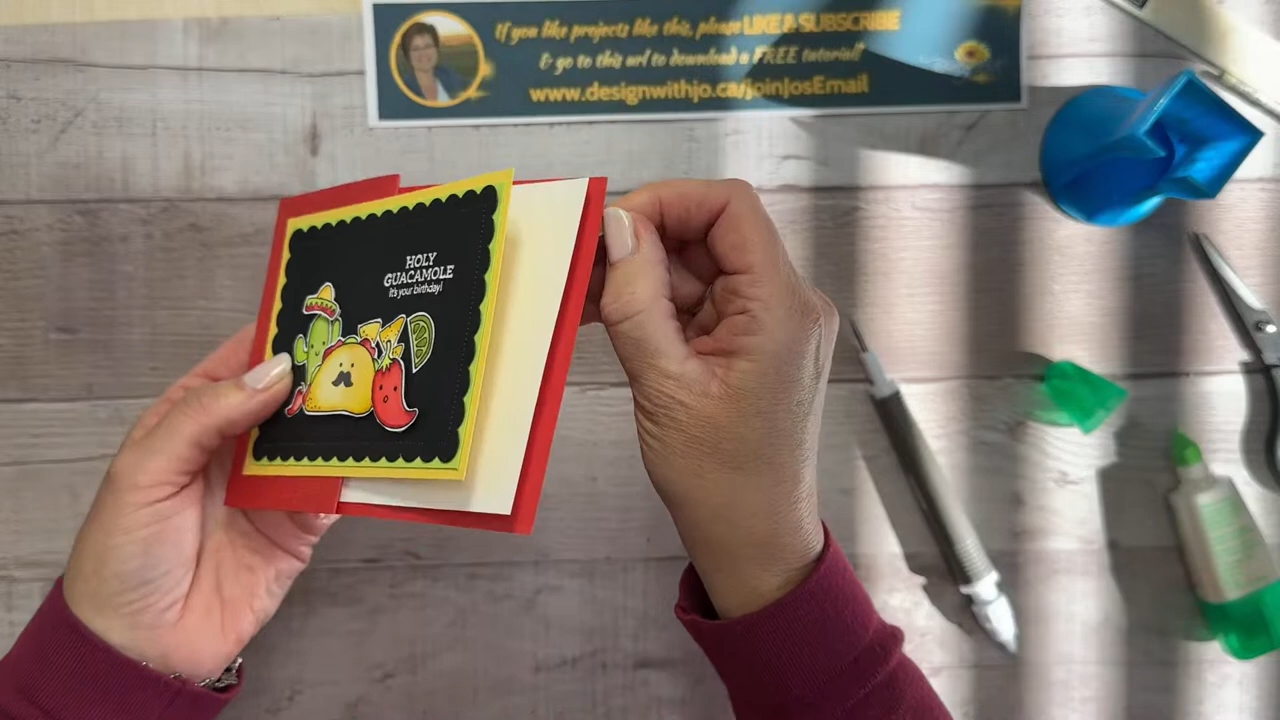 If you like projects like this, please LIKE & SUBSCRIBE
& go to this url to download a FREE tutorial!
www.designwithjo.ca/JoinJosEmail
HOLY
GUACAMOLE
it's your birthday!